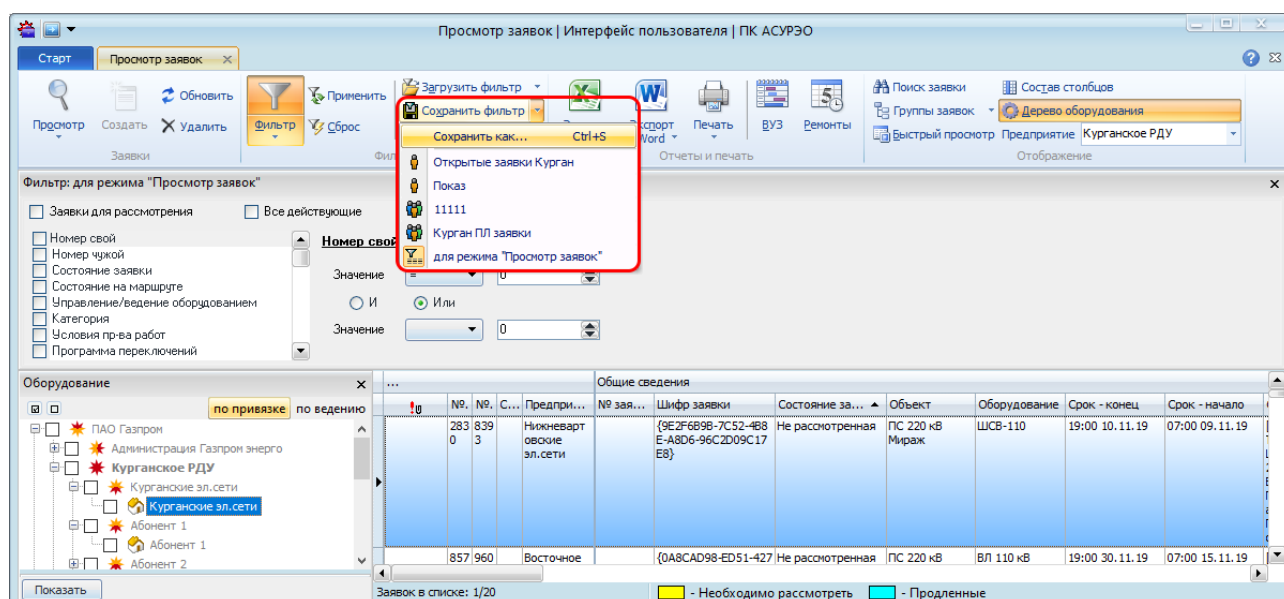 Просмотр заявок | Интерфейс пользователя | ПК АСУРЭО
Старт
Просмотр заявок
Просмотр
Создать
Обновить
Удалить
Заявки
Фильтр
Применить
Сброс
Загрузить фильтр
Сохранить фильтр
Сохранить как... Ctrl+S
Открытые заявки Курган
Показ
11111
Курган ПЛ заявки
для режима "Просмотр заявок"
Word
Печать
ВУЗ
Ремонты
Отчеты и печать
Поиск заявки
Группы заявок
Быстрый просмотр
Состав столбцов
Дерево оборудования
Предприятие Курганское РДУ
Отображение
Фильтр: для режима "Просмотр заявок"
Заявки для рассмотрения
Все действующие
Номер свой
Номер чужой
Состояние заявки
Состояние на маршруте
Управление/ведение оборудованием
Категория
Условия пр-ва работ
Программа переключений
Номер свой
Значение = 0
И Или
Значение 0
Оборудование
по привязке по ведению
ПАО Газпром
Администрация Газпром энерго
Курганское РДУ
Курганские эл.сети
Курганские эл.сети
Абонент 1
Абонент 1
Абонент 2
Показать
... Общие сведения
№. №. С... Предпри... № зая... Шифр заявки Состояние за... Объект Оборудование Срок - конец Срок - начало
283 839 Нижневарт {9E2F6B9B-7C52-4B8 Не рассмотренная ПС 220 кВ ШСВ-110 19:00 10.11.19 07:00 09.11.19
0 3 овские E-A8D6-96C2D09C17 Мираж
эл.сети E8}
857 960 Восточное {0A8CAD98-ED51-427 Не рассмотренная ПС 220 кВ ВЛ 110 кВ 19:00 30.11.19 07:00 15.11.19
Заявок в списке: 1/20
- Необходимо рассмотреть
- Продленные